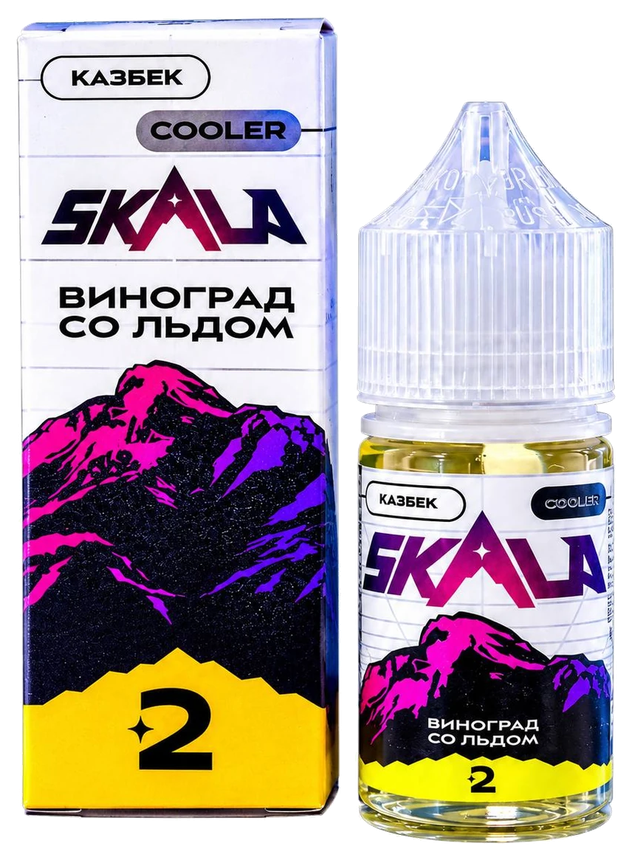 КАЗБЕК
COOLER
SKALA
ВИНОГРАД
СО ЛЬДОМ
2
КАЗБЕК
COOLER
SKALA
ВИНОГРАД
СО ЛЬДОМ
2